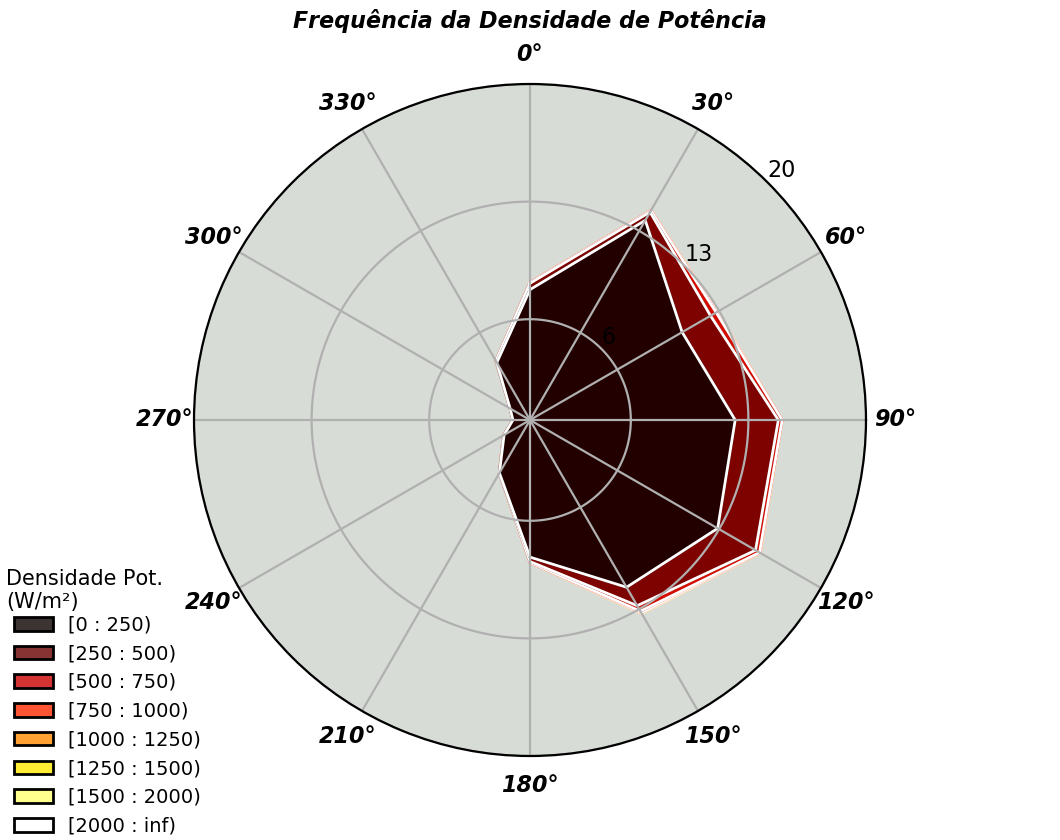 Frequência da Densidade de Potência
0°
330°
30°
20
300°
60°
13
6
270°
90°
240°
120°
210°
150°
180°
Densidade Pot.
(W/m²)
[0 : 250)
[250 : 500)
[500 : 750)
[750 : 1000)
[1000 : 1250)
[1250 : 1500)
[1500 : 2000)
[2000 : inf)